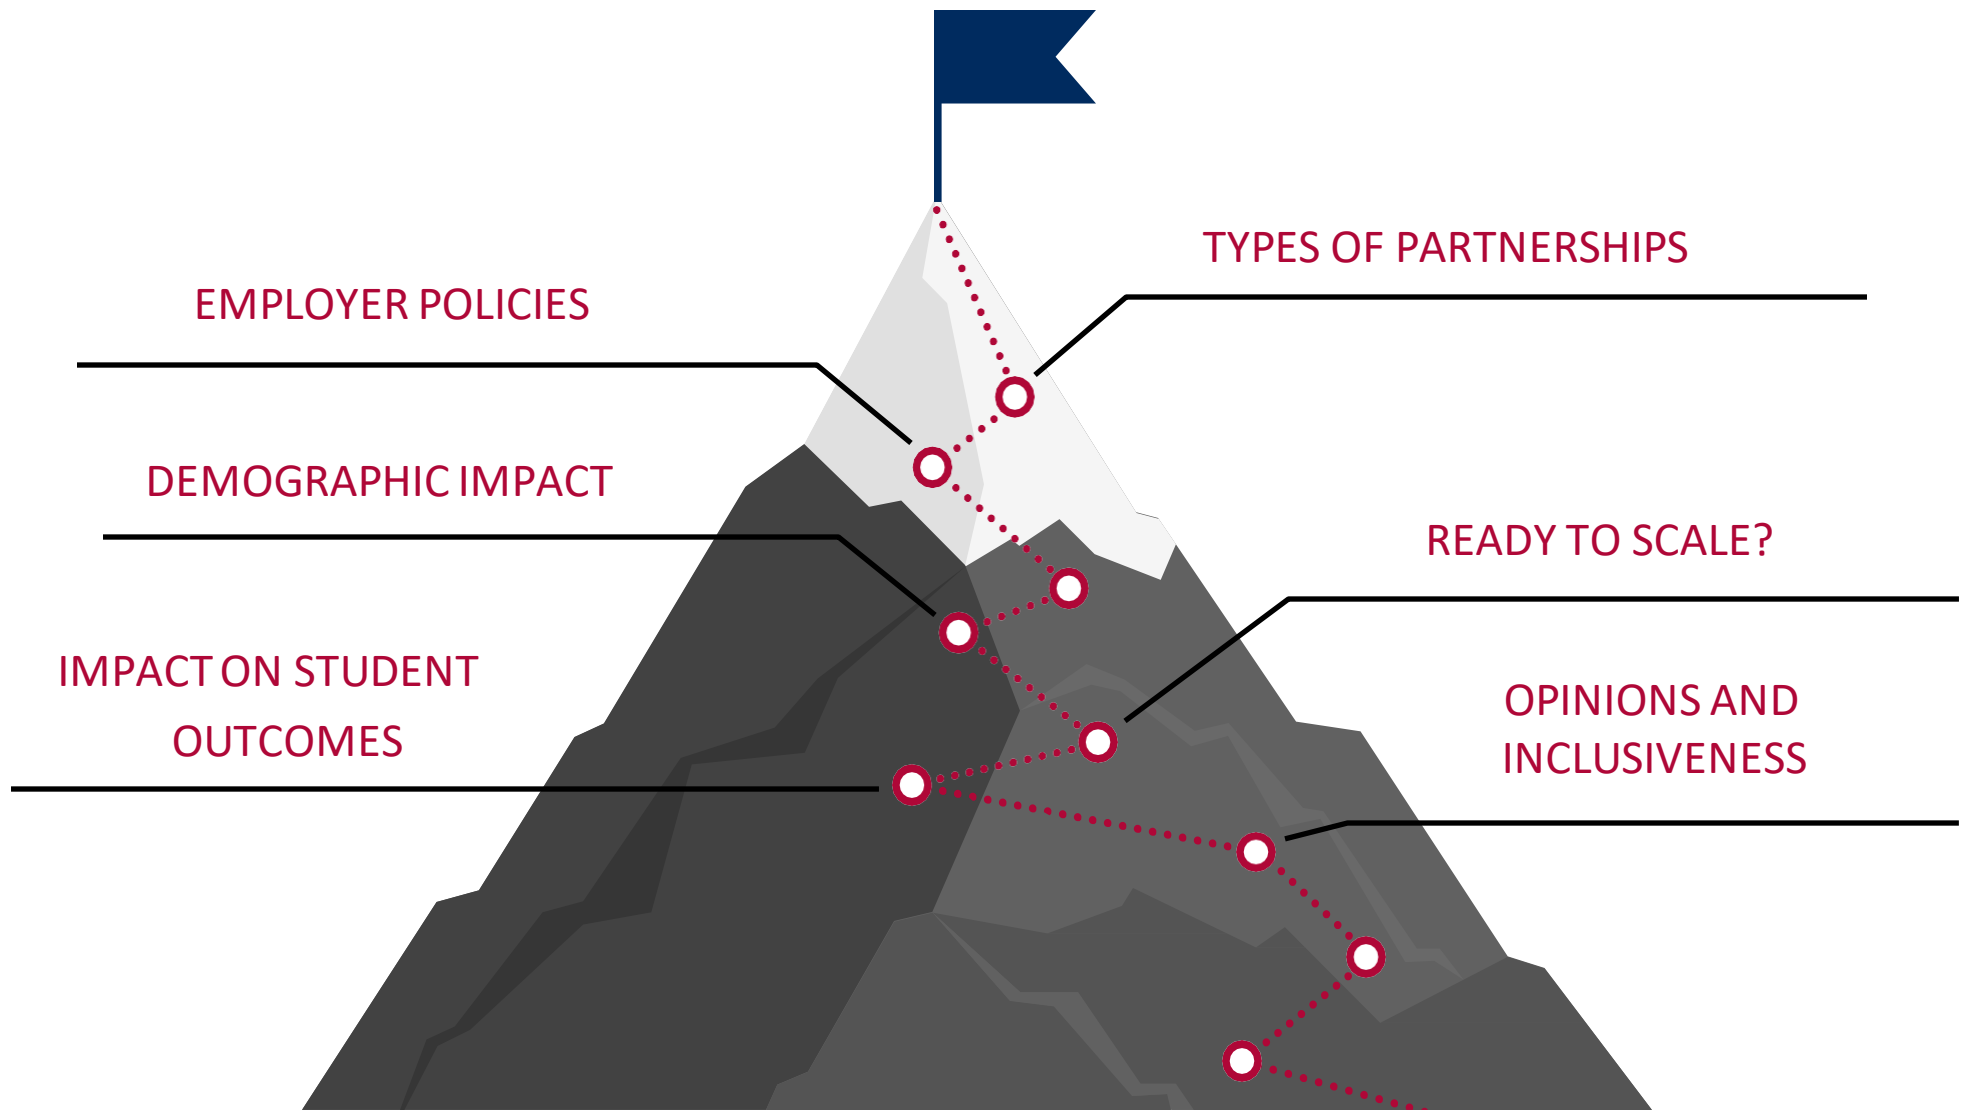 TYPES OF PARTNERSHIPS
EMPLOYER POLICIES
DEMOGRAPHIC IMPACT
READY TO SCALE?
IMPACT ON STUDENT
OUTCOMES
OPINIONS AND
INCLUSIVENESS